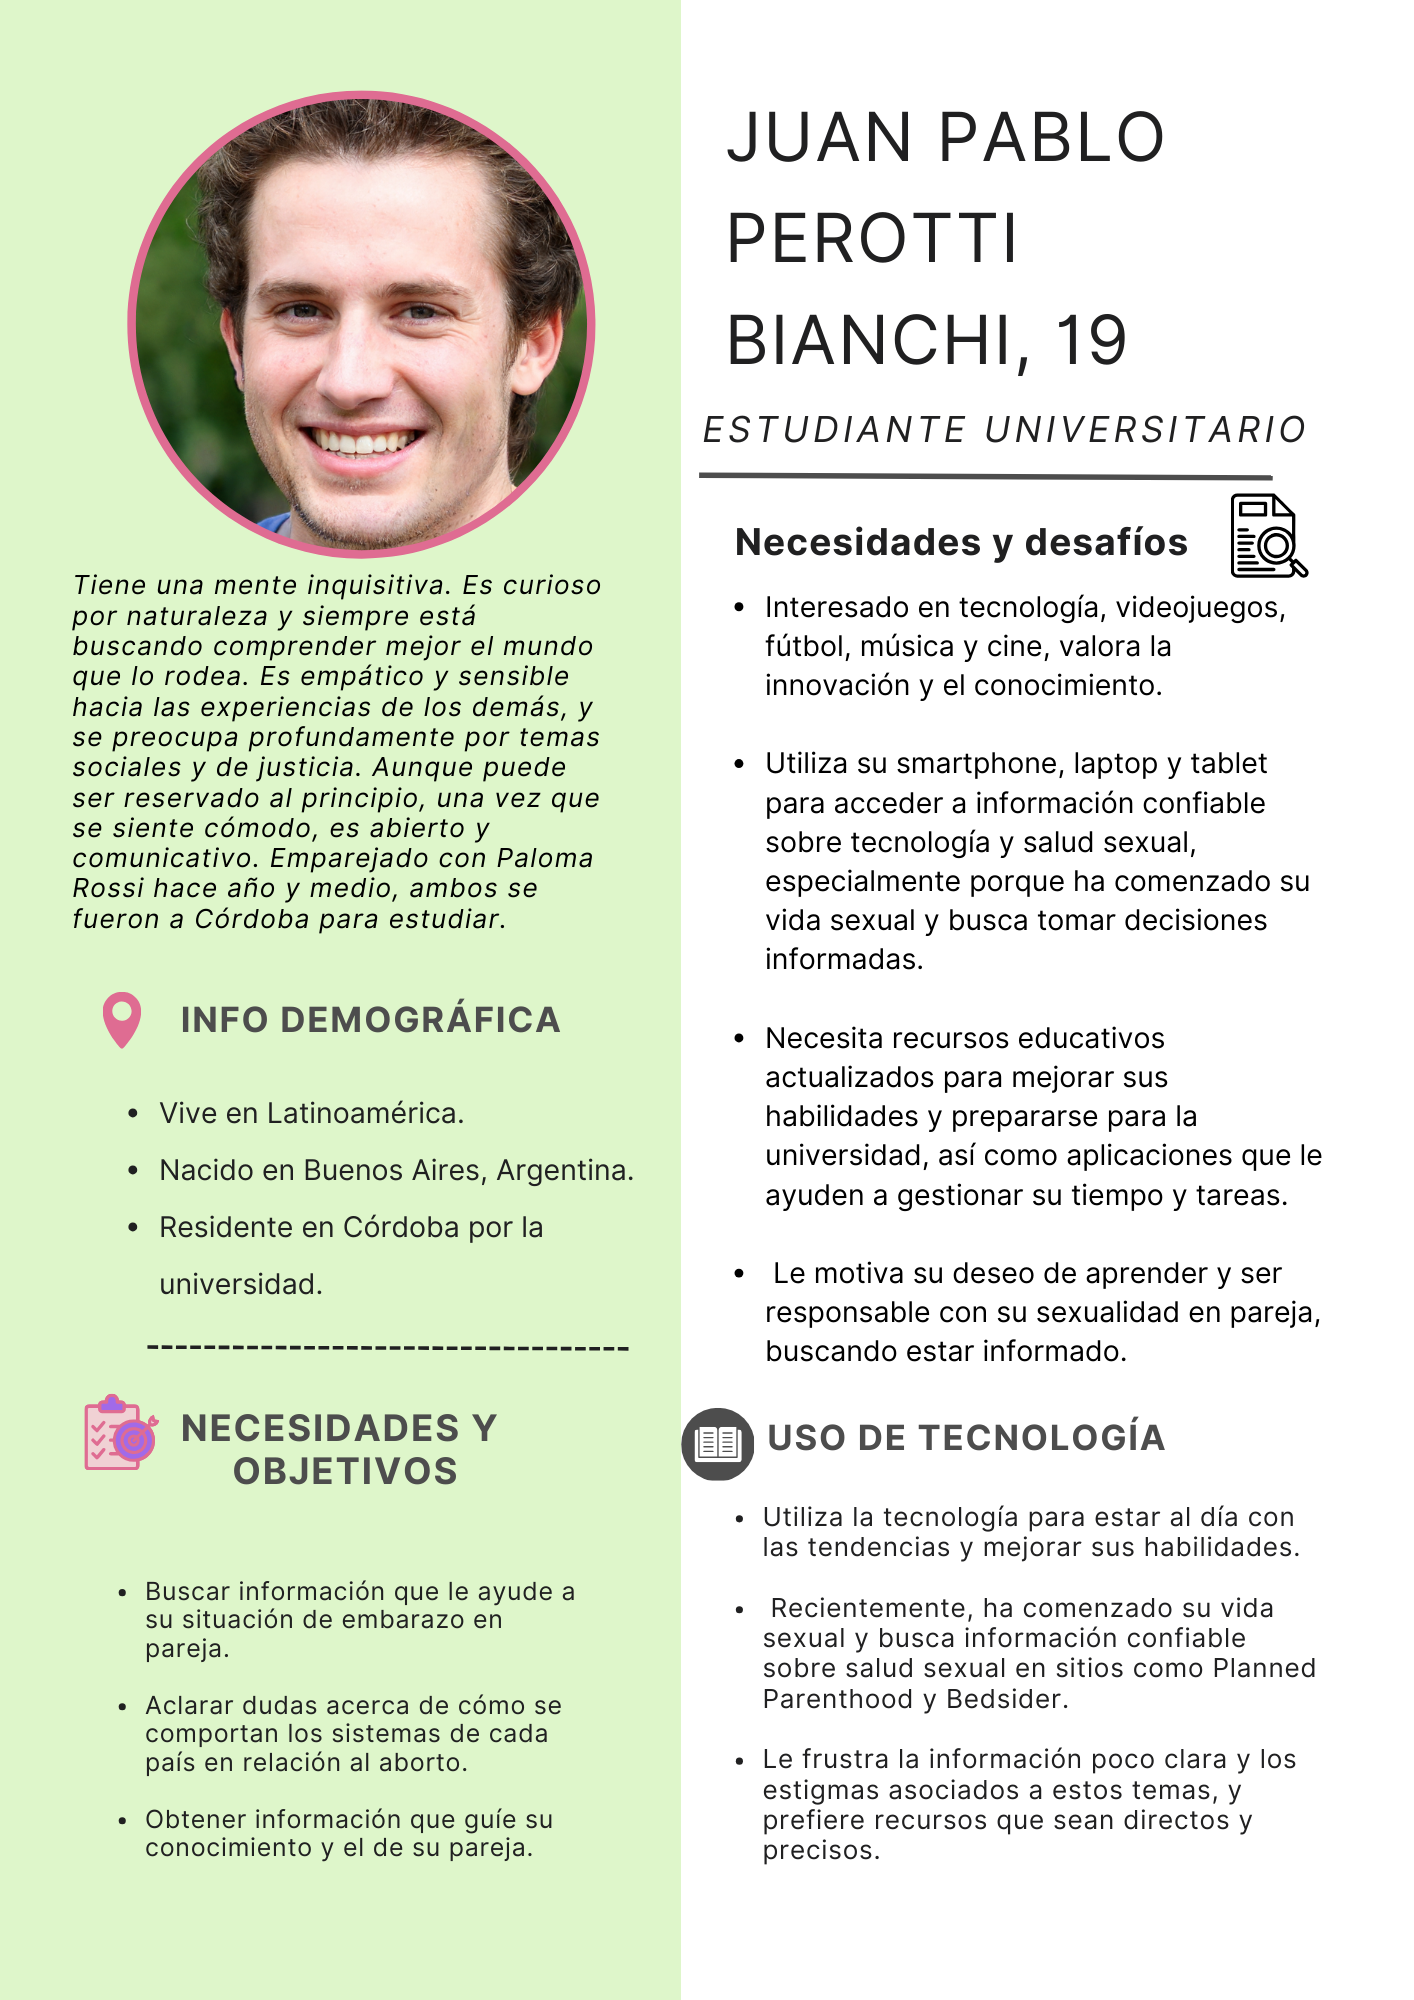 JUAN PABLO
PEROTTI
BIANCHI, 19
ESTUDIANTE UNIVERSITARIO
Tiene una mente inquisitiva. Es curioso
por naturaleza y siempre está
buscando comprender mejor el mundo
que lo rodea. Es empático y sensible
hacia las experiencias de los demás, y
se preocupa profundamente por temas
sociales y de justicia. Aunque puede
ser reservado al principio, una vez que
se siente cómodo, es abierto y
comunicativo. Emparejado con Paloma
Rossi hace año y medio, ambos se
fueron a Córdoba para estudiar.
INFO DEMOGRÁFICA
• Vive en Latinoamérica.
• Nacido en Buenos Aires, Argentina.
• Residente en Córdoba por la
universidad.
NECESIDADES Y
OBJETIVOS
• Buscar información que le ayude a
su situación de embarazo en
pareja.
• Aclarar dudas acerca de cómo se
comportan los sistemas de cada
país en relación al aborto.
• Obtener información que guíe su
conocimiento y el de su pareja.
Necesidades y desafíos
• Interesado en tecnología, videojuegos,
fútbol, música y cine, valora la
innovación y el conocimiento.
• Utiliza su smartphone, laptop y tablet
para acceder a información confiable
sobre tecnología y salud sexual,
especialmente porque ha comenzado su
vida sexual y busca tomar decisiones
informadas.
• Necesita recursos educativos
actualizados para mejorar sus
habilidades y prepararse para la
universidad, así como aplicaciones que le
ayuden a gestionar su tiempo y tareas.
• Le motiva su deseo de aprender y ser
responsable con su sexualidad en pareja,
buscando estar informado.
USO DE TECNOLOGÍA
• Utiliza la tecnología para estar al día con
las tendencias y mejorar sus habilidades.
• Recientemente, ha comenzado su vida
sexual y busca información confiable
sobre salud sexual en sitios como Planned
Parenthood y Bedsider.
• Le frustra la información poco clara y los
estigmas asociados a estos temas, y
prefiere recursos que sean directos y
precisos.